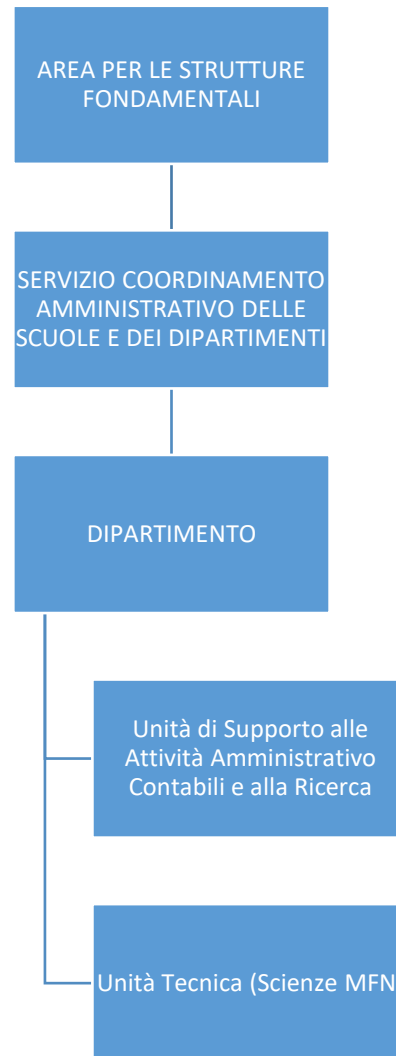 AREA PER LE STRUTTURE
FONDAMENTALI
SERVIZIO COORDINAMENTO
AMMINISTRATIVO DELLE
SCUOLE E DEI DIPARTIMENTI
DIPARTIMENTO
Unità di Supporto alle
Attività Amministrativo
Contabili e alla Ricerca
Unità Tecnica (Scienze MFN